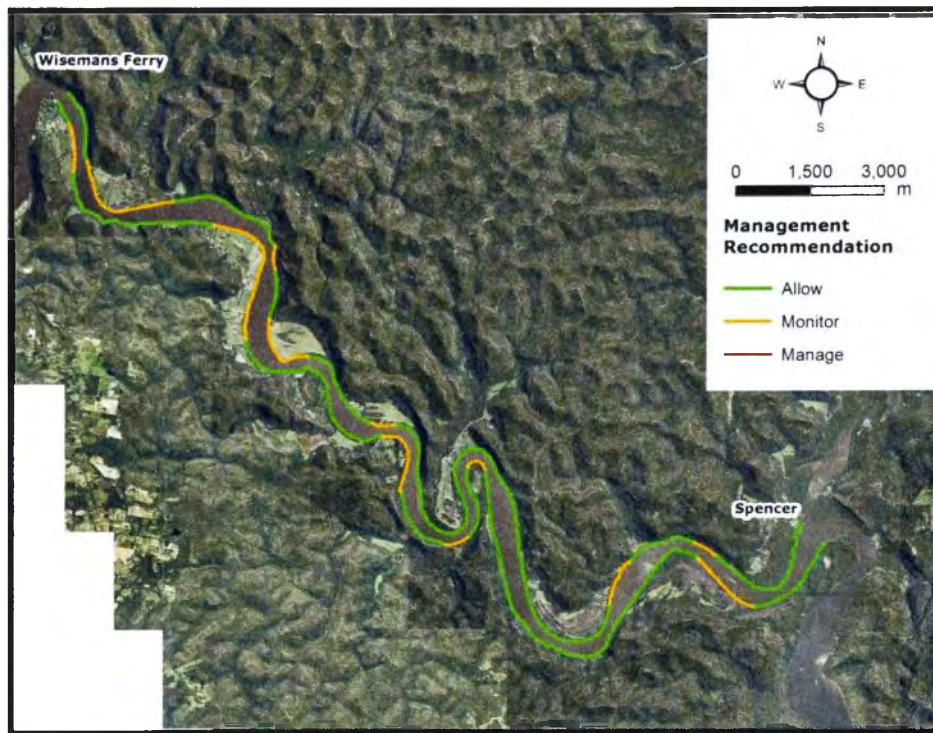 Wisemans Ferry
N
W E
S
0 1,500 3,000
m
Management
Recommendation
Allow
Monitor
Manage
Spencer